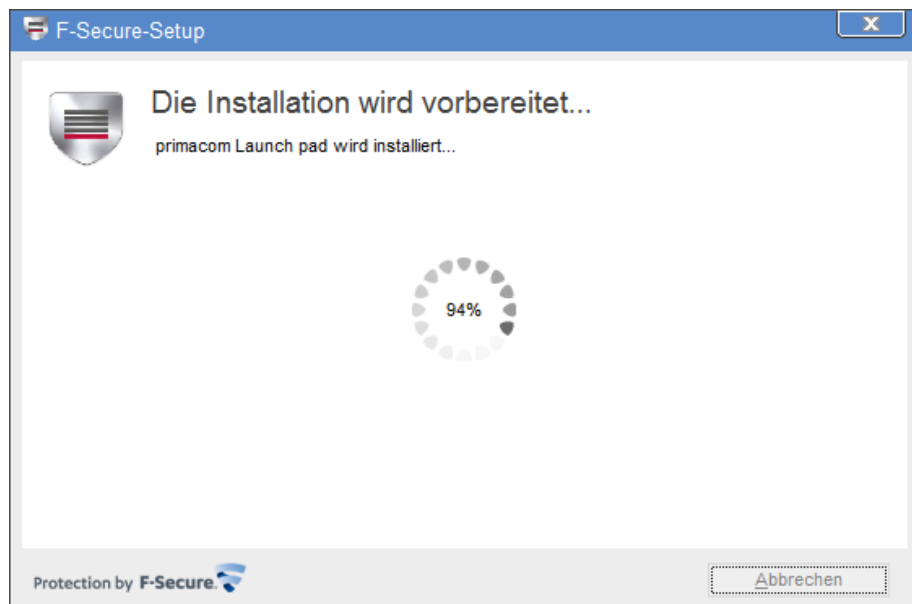 F-Secure-Setup
Die Installation wird vorbereitet...
primacom Launch pad wird installiert...
94%
Protection by F-Secure.
Abbrechen